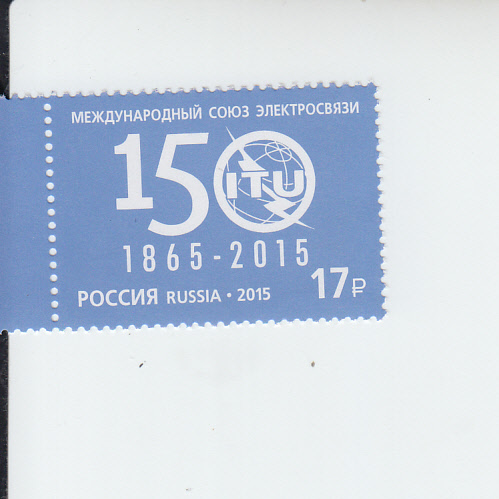 МЕЖДУНАРОДНЫЙ СОЮЗ ЭЛЕКТРОСВЯЗИ
150
ITU
1865-2015
РОССИЯ RUSSIA • 2015 17₽